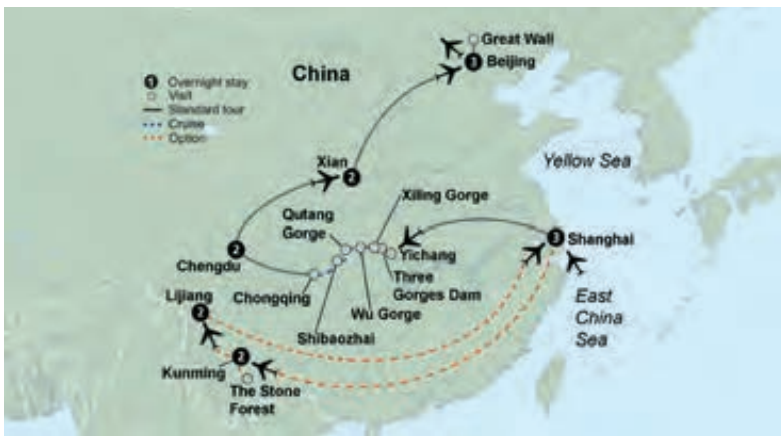 Great Wall
3 Beijing
China
1 Overnight stay
Visit
Standard tour
Cruise
Option
Yellow Sea
Xian
2
Xiling Gorge
Qutang
Gorge
2
Chengdu
Yichang
3 Shanghai
Chongqing
Three
Gorges Dam
Wu Gorge
Shibaozhai
Lijiang
2
East
China
Sea
2
Kunming
The Stone
Forest